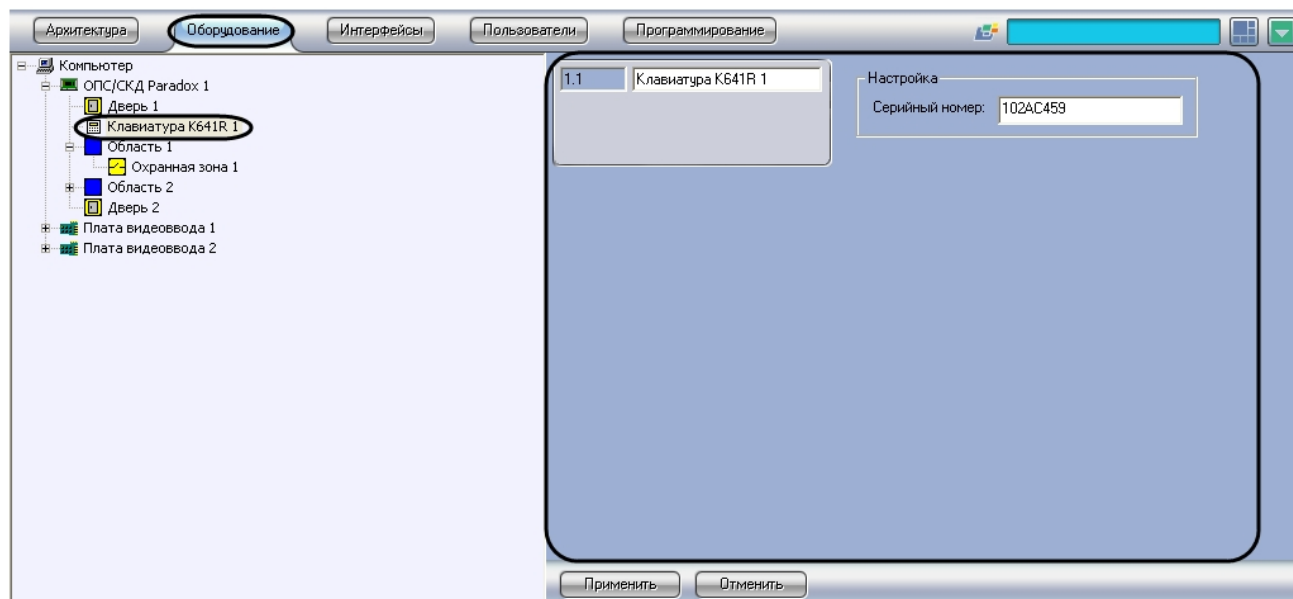 Архитектура Оборудование Интерфейсы Пользователи Программирование
Компьютер
ОПС/СКД Paradox 1
Дверь 1
Клавиатура K641R 1
Область 1
Охранная зона 1
Область 2
Дверь 2
Плата видеоввода 1
Плата видеоввода 2
1.1 Клавиатура K641R 1
Настройка
Серийный номер: 102AC459
Применить Отменить